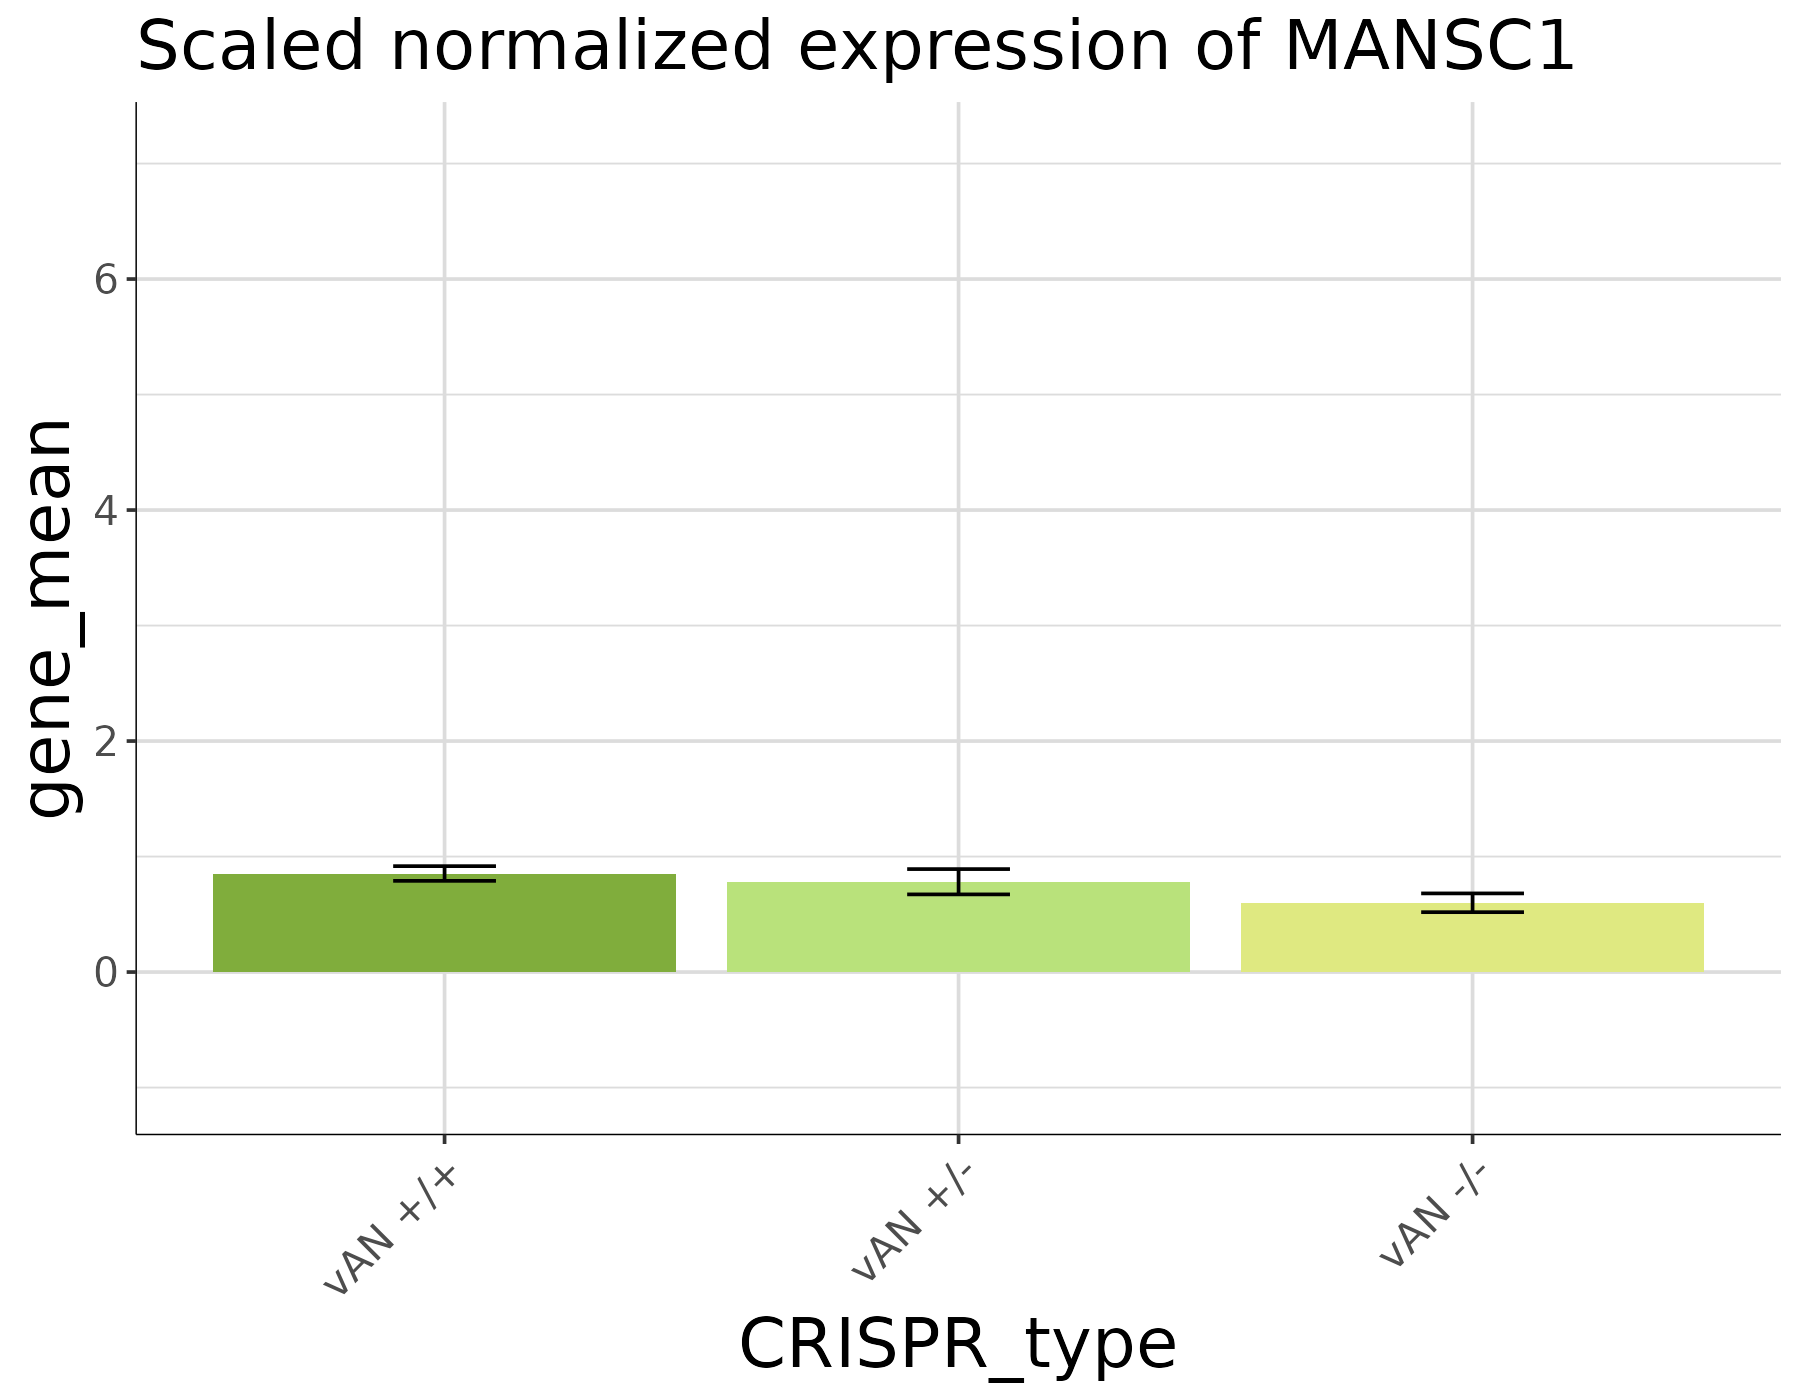 Scaled normalized expression of MANSC1
gene_mean
6
4
2
0
vAN +/+
vAN +/-
vAN -/-
CRISPR_type